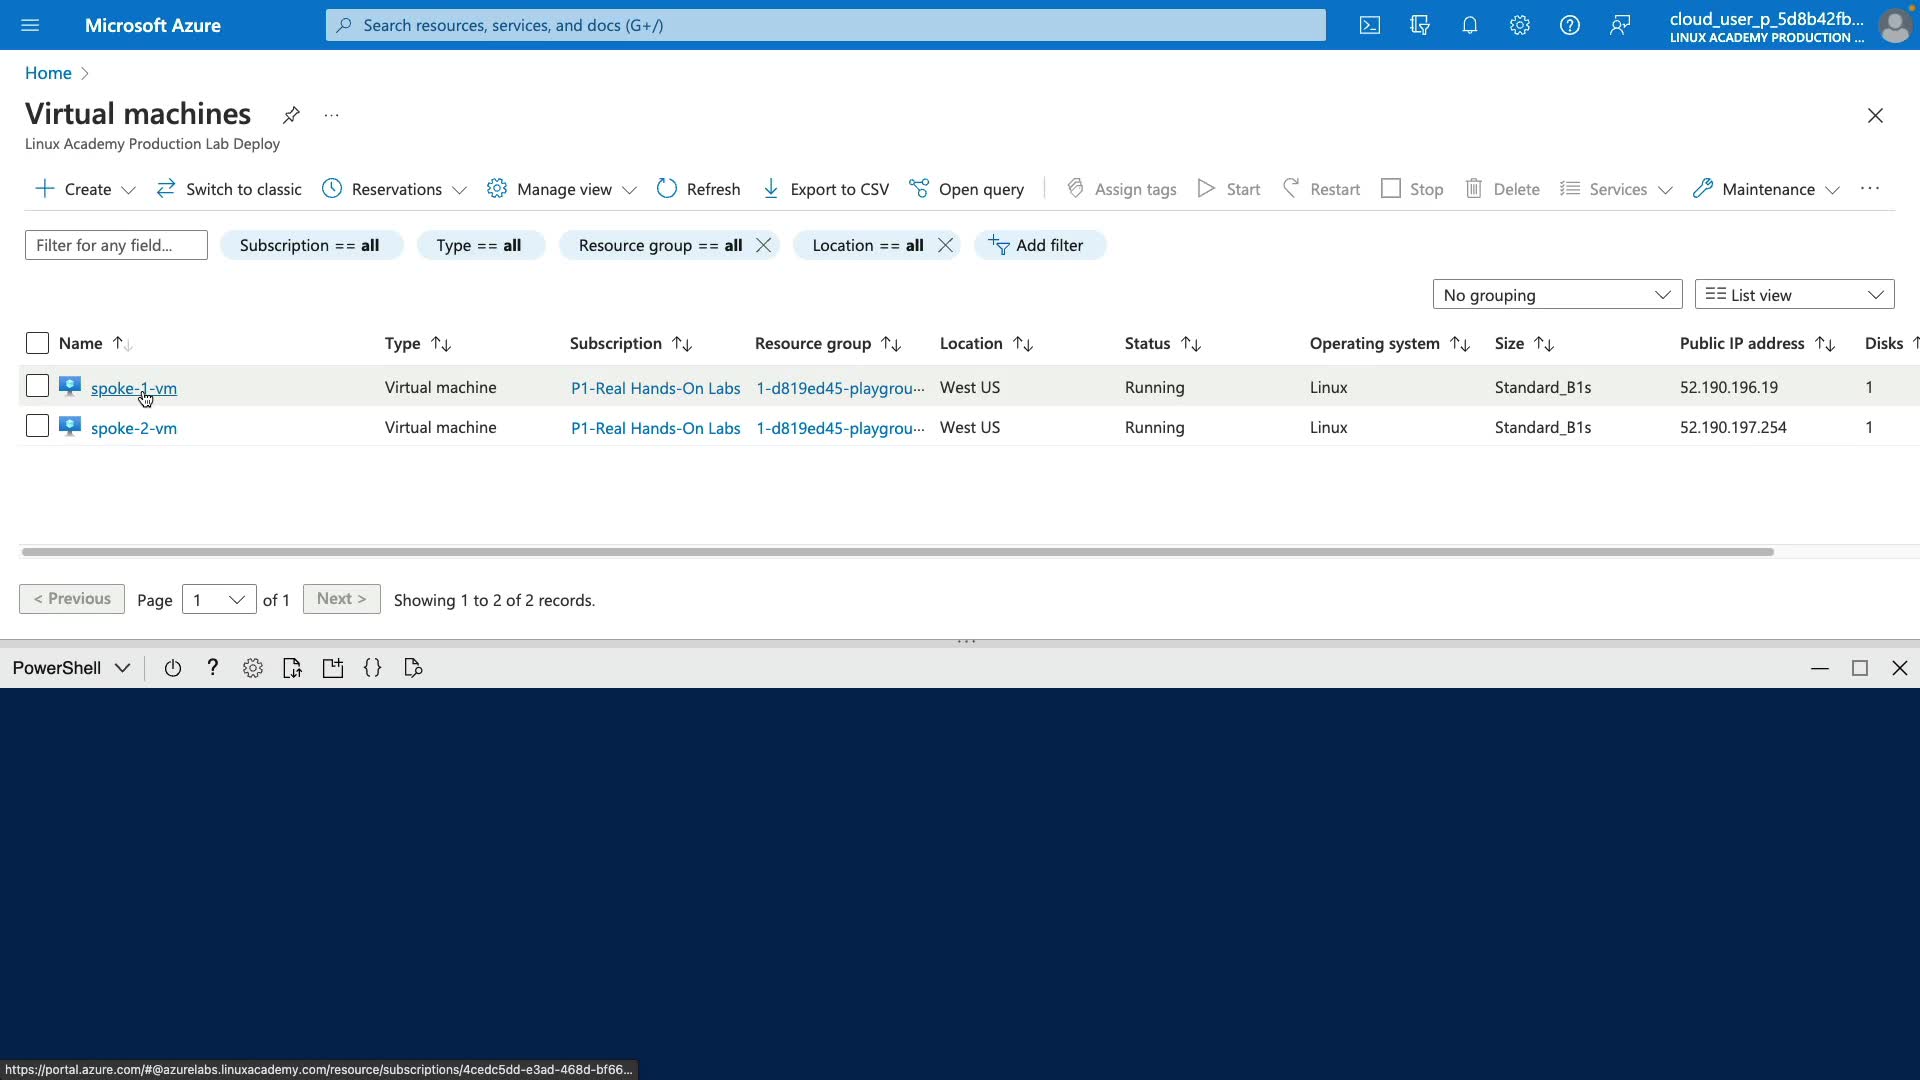 Microsoft Azure
Search resources, services, and docs (G+/)
cloud_user_p_5d8b42fb...
LINUX ACADEMY PRODUCTION ...
Home
Virtual machines
Linux Academy Production Lab Deploy
Create Switch to classic Reservations Manage view Refresh Export to CSV Open query Assign tags Start Restart Stop Delete Services Maintenance
Filter for any field... Subscription == all Type == all Resource group == all Location == all Add filter
No grouping List view
Name Type Subscription Resource group Location Status Operating system Size Public IP address Disks
spoke-1-vm Virtual machine P1-Real Hands-On Labs 1-d819ed45-playgrou... West US Running Linux Standard_B1s 52.190.196.19 1
spoke-2-vm Virtual machine P1-Real Hands-On Labs 1-d819ed45-playgrou... West US Running Linux Standard_B1s 52.190.197.254 1
< Previous Page 1 of 1 Next > Showing 1 to 2 of 2 records.
PowerShell
https://portal.azure.com/#@azurelabs.linuxacademy.com/resource/subscriptions/4cedc5dd-e3ad-468d-bf66...